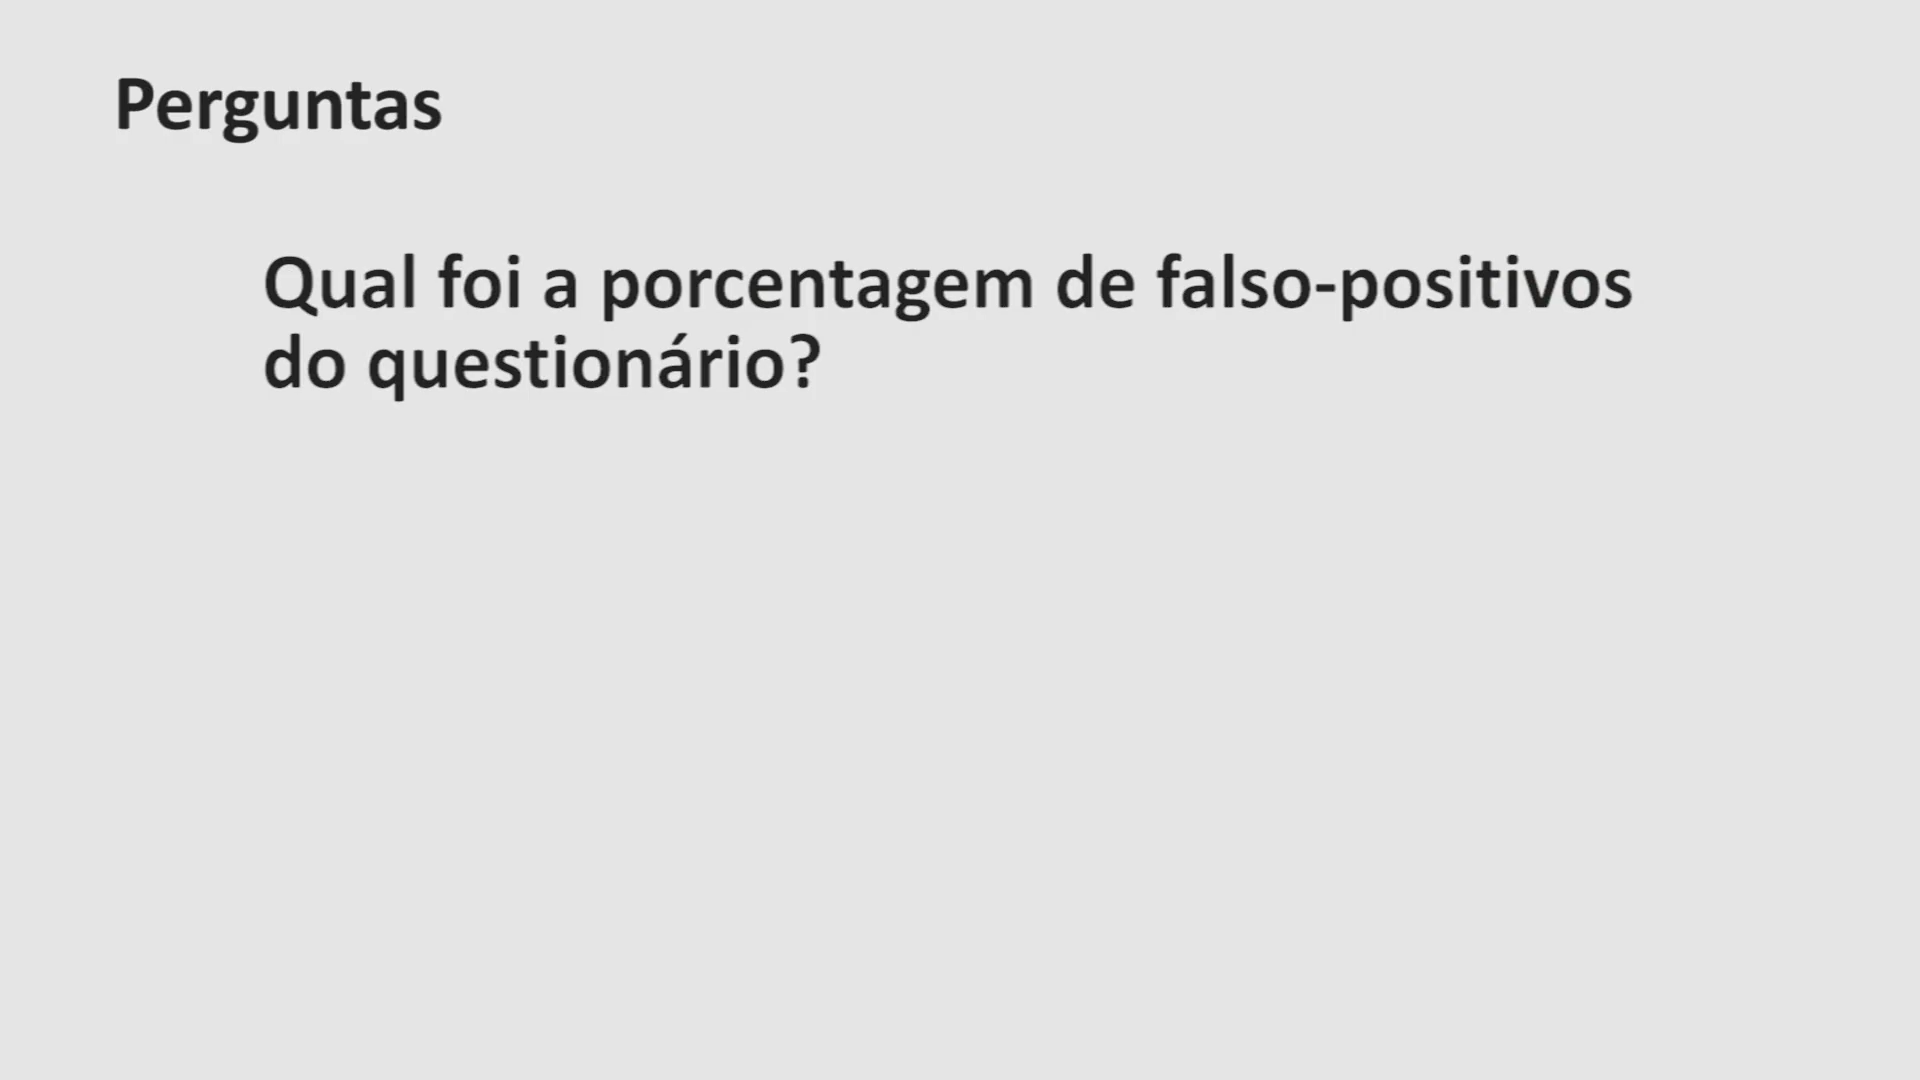 Perguntas
Qual foi a porcentagem de falso-positivos
do questionário?